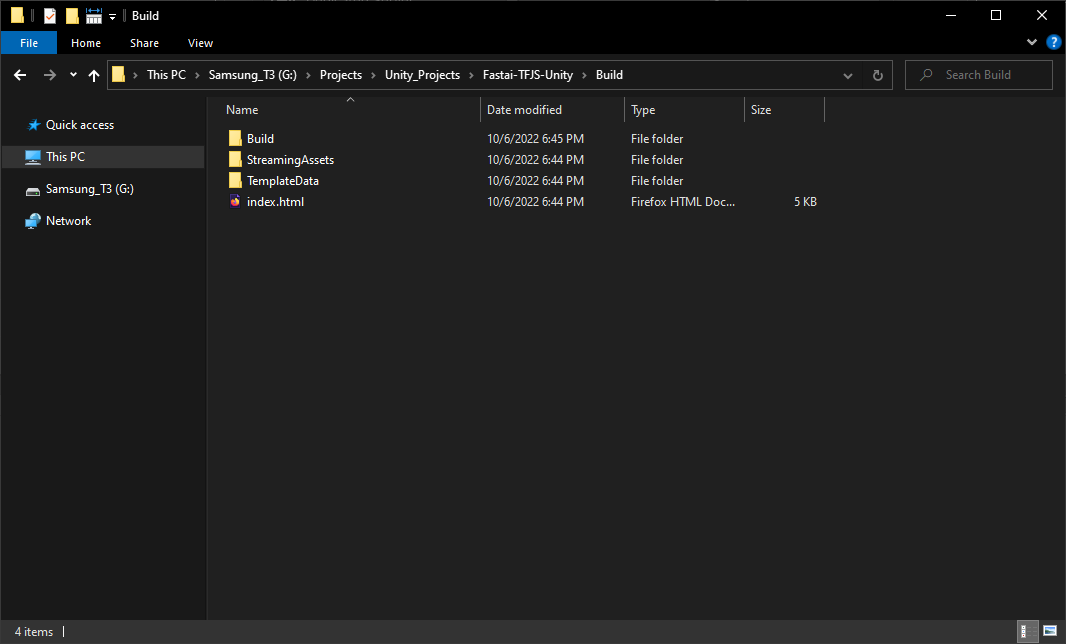 Build
File Home Share View
This PC Samsung_T3 (G:) Projects Unity_Projects Fastai-TFJS-Unity Build
Search Build
Quick access
This PC
Samsung_T3 (G:)
Network
Name Date modified Type Size
Build 10/6/2022 6:45 PM File folder
StreamingAssets 10/6/2022 6:44 PM File folder
TemplateData 10/6/2022 6:44 PM File folder
index.html 10/6/2022 6:44 PM Firefox HTML Doc... 5 KB
4 items